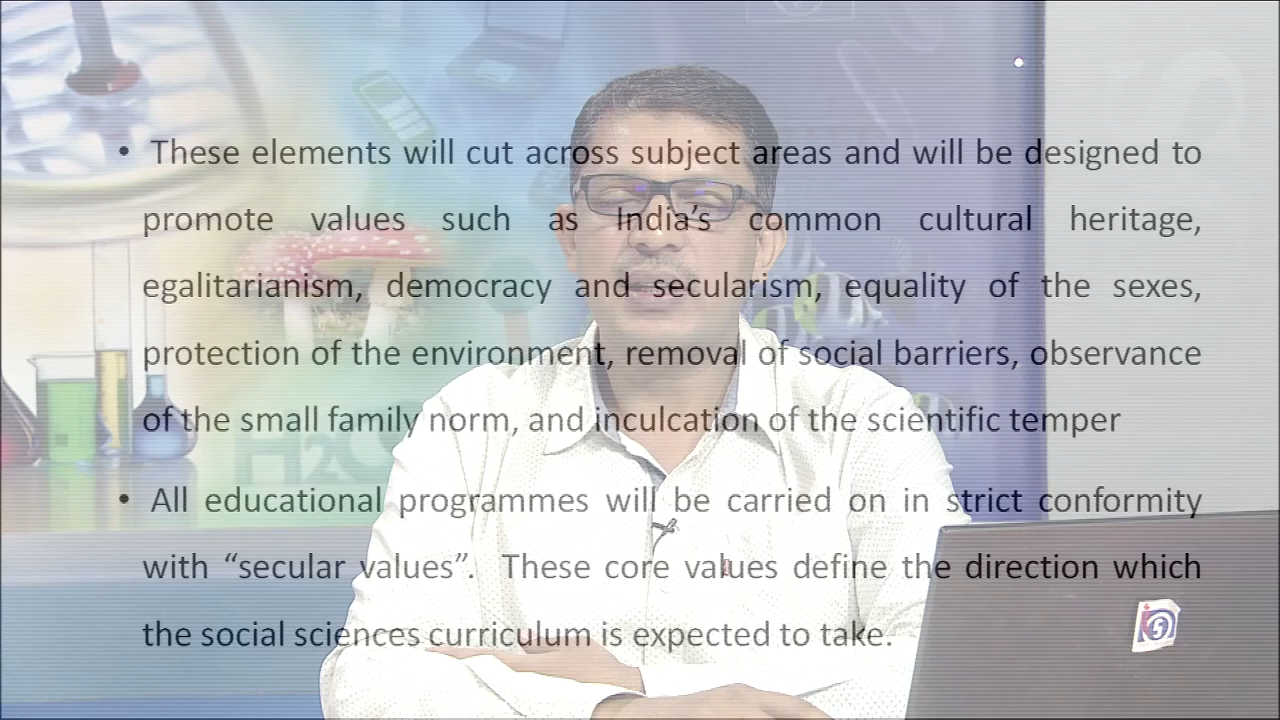 • These elements will cut across subject areas and will be designed to
promote values such as India’s common cultural heritage,
egalitarianism, democracy and secularism, equality of the sexes,
protection of the environment, removal of social barriers, observance
of the small family norm, and inculcation of the scientific temper
• All educational programmes will be carried on in strict conformity
with “secular values”. These core values define the direction which
the social sciences curriculum is expected to take.
H2O